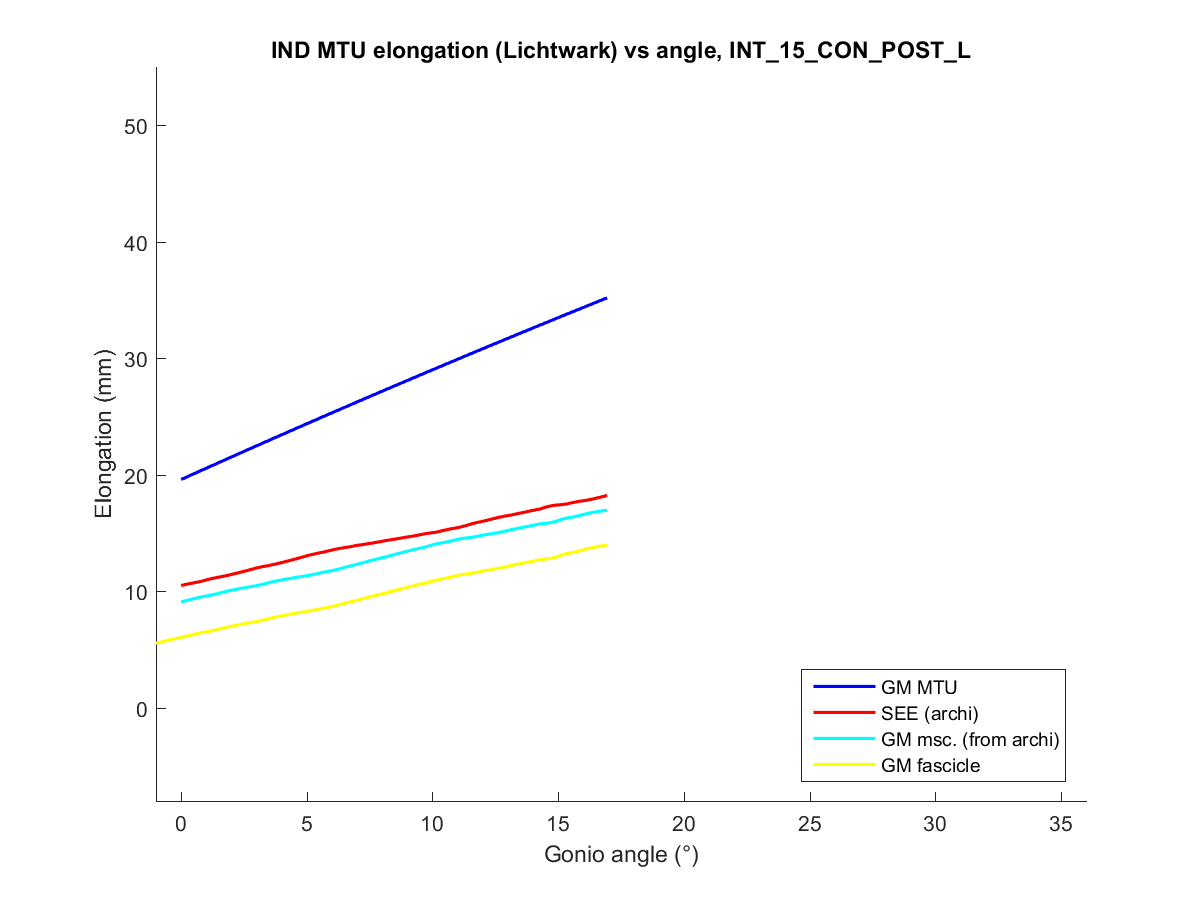 IND MTU elongation (Lichtwark) vs angle, INT_15_CON_POST_L
50
40
30
20
10
0
Elongation (mm)
GM MTU
SEE (archi)
GM msc. (from archi)
GM fascicle
0 5 10 15 20 25 30 35
Gonio angle (°)